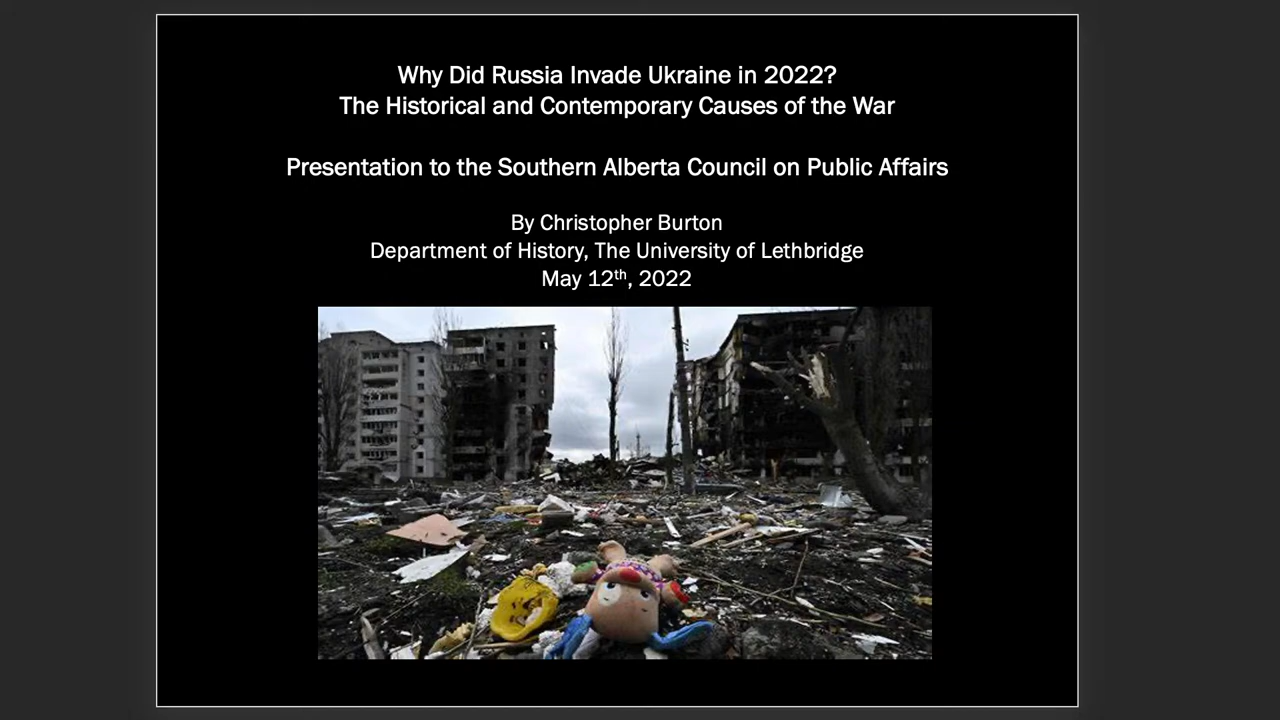 Why Did Russia Invade Ukraine in 2022?
The Historical and Contemporary Causes of the War
Presentation to the Southern Alberta Council on Public Affairs
By Christopher Burton
Department of History, The University of Lethbridge
May 12th, 2022